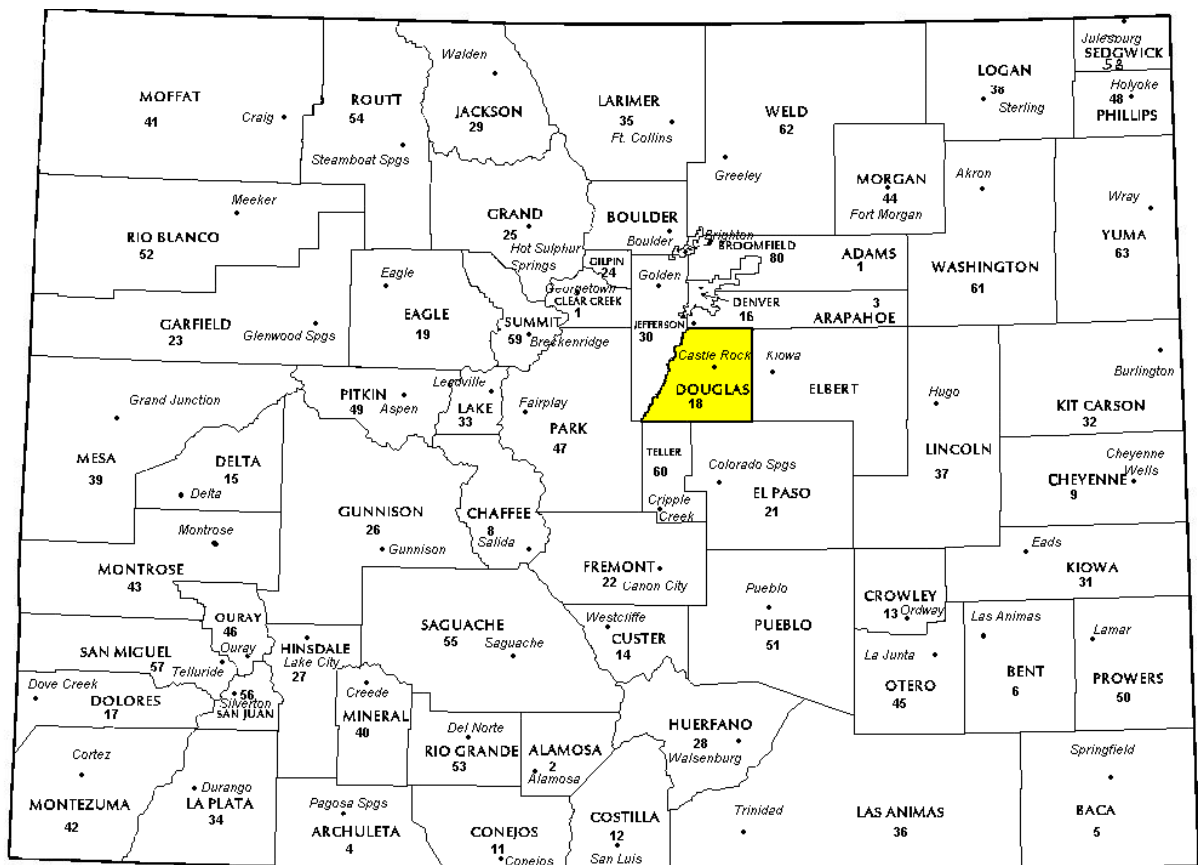 Julesburg
SEDGWICK
58
Walden
LOGAN
38
Sterling
Holyoke
48
PHILLIPS
MOFFAT
41
Craig
ROUTT
54
Steamboat Spgs
JACKSON
29
LARIMER
35
Ft. Collins
WELD
62
Greeley
MORGAN
44
Fort Morgan
Akron
Wray
YUMA
63
Meeker
RIO BLANCO
52
GRAND
25
Hot Sulphur
Springs
BOULDER
Boulder
Brighton
BROOMFIELD
80
ADAMS
1
WASHINGTON
61
GILPIN
24
Golden
Georgetown
CLEAR CREEK
1
DENVER
16
3
ARAPAHOE
Eagle
EAGLE
19
SUMMIT
59
Breckenridge
JEFFERSON
30
GARFIELD
23
Glenwood Spgs
Castle Rock
DOUGLAS
18
Kiowa
ELBERT
Hugo
LINCOLN
37
Burlington
KIT CARSON
32
Grand Junction
MESA
39
PITKIN
49
Aspen
Leadville
LAKE
33
Fairplay
PARK
47
TELLER
60
Cripple
Creek
Colorado Spgs
EL PASO
21
Cheyenne
Wells
CHEYENNE
9
DELTA
15
Delta
GUNNISON
26
Gunnison
CHAFFEE
8
Salida
Montrose
MONTROSE
43
FREMONT
22
Canon City
Pueblo
PUEBLO
51
Eads
KIOWA
31
CROWLEY
13
Ordway
OURAY
46
Ouray
HINSDALE
Lake City
27
SAGUACHE
55
Saguache
Westcliffe
CUSTER
14
La Junta
OTERO
45
Las Animas
BENT
6
Lamar
PROWERS
50
SAN MIGUEL
57
Telluride
Dove Creek
DOLORES
17
56
Silverton
SAN JUAN
Creede
MINERAL
40
Del Norte
RIO GRANDE
53
ALAMOSA
2
Alamosa
HUERFANO
28
Walsenburg
Cortez
MONTEZUMA
42
Durango
LA PLATA
34
Pagosa Spgs
ARCHULETA
4
CONEJOS
11
Conejos
COSTILLA
12
San Luis
Trinidad
LAS ANIMAS
36
Springfield
BACA
5